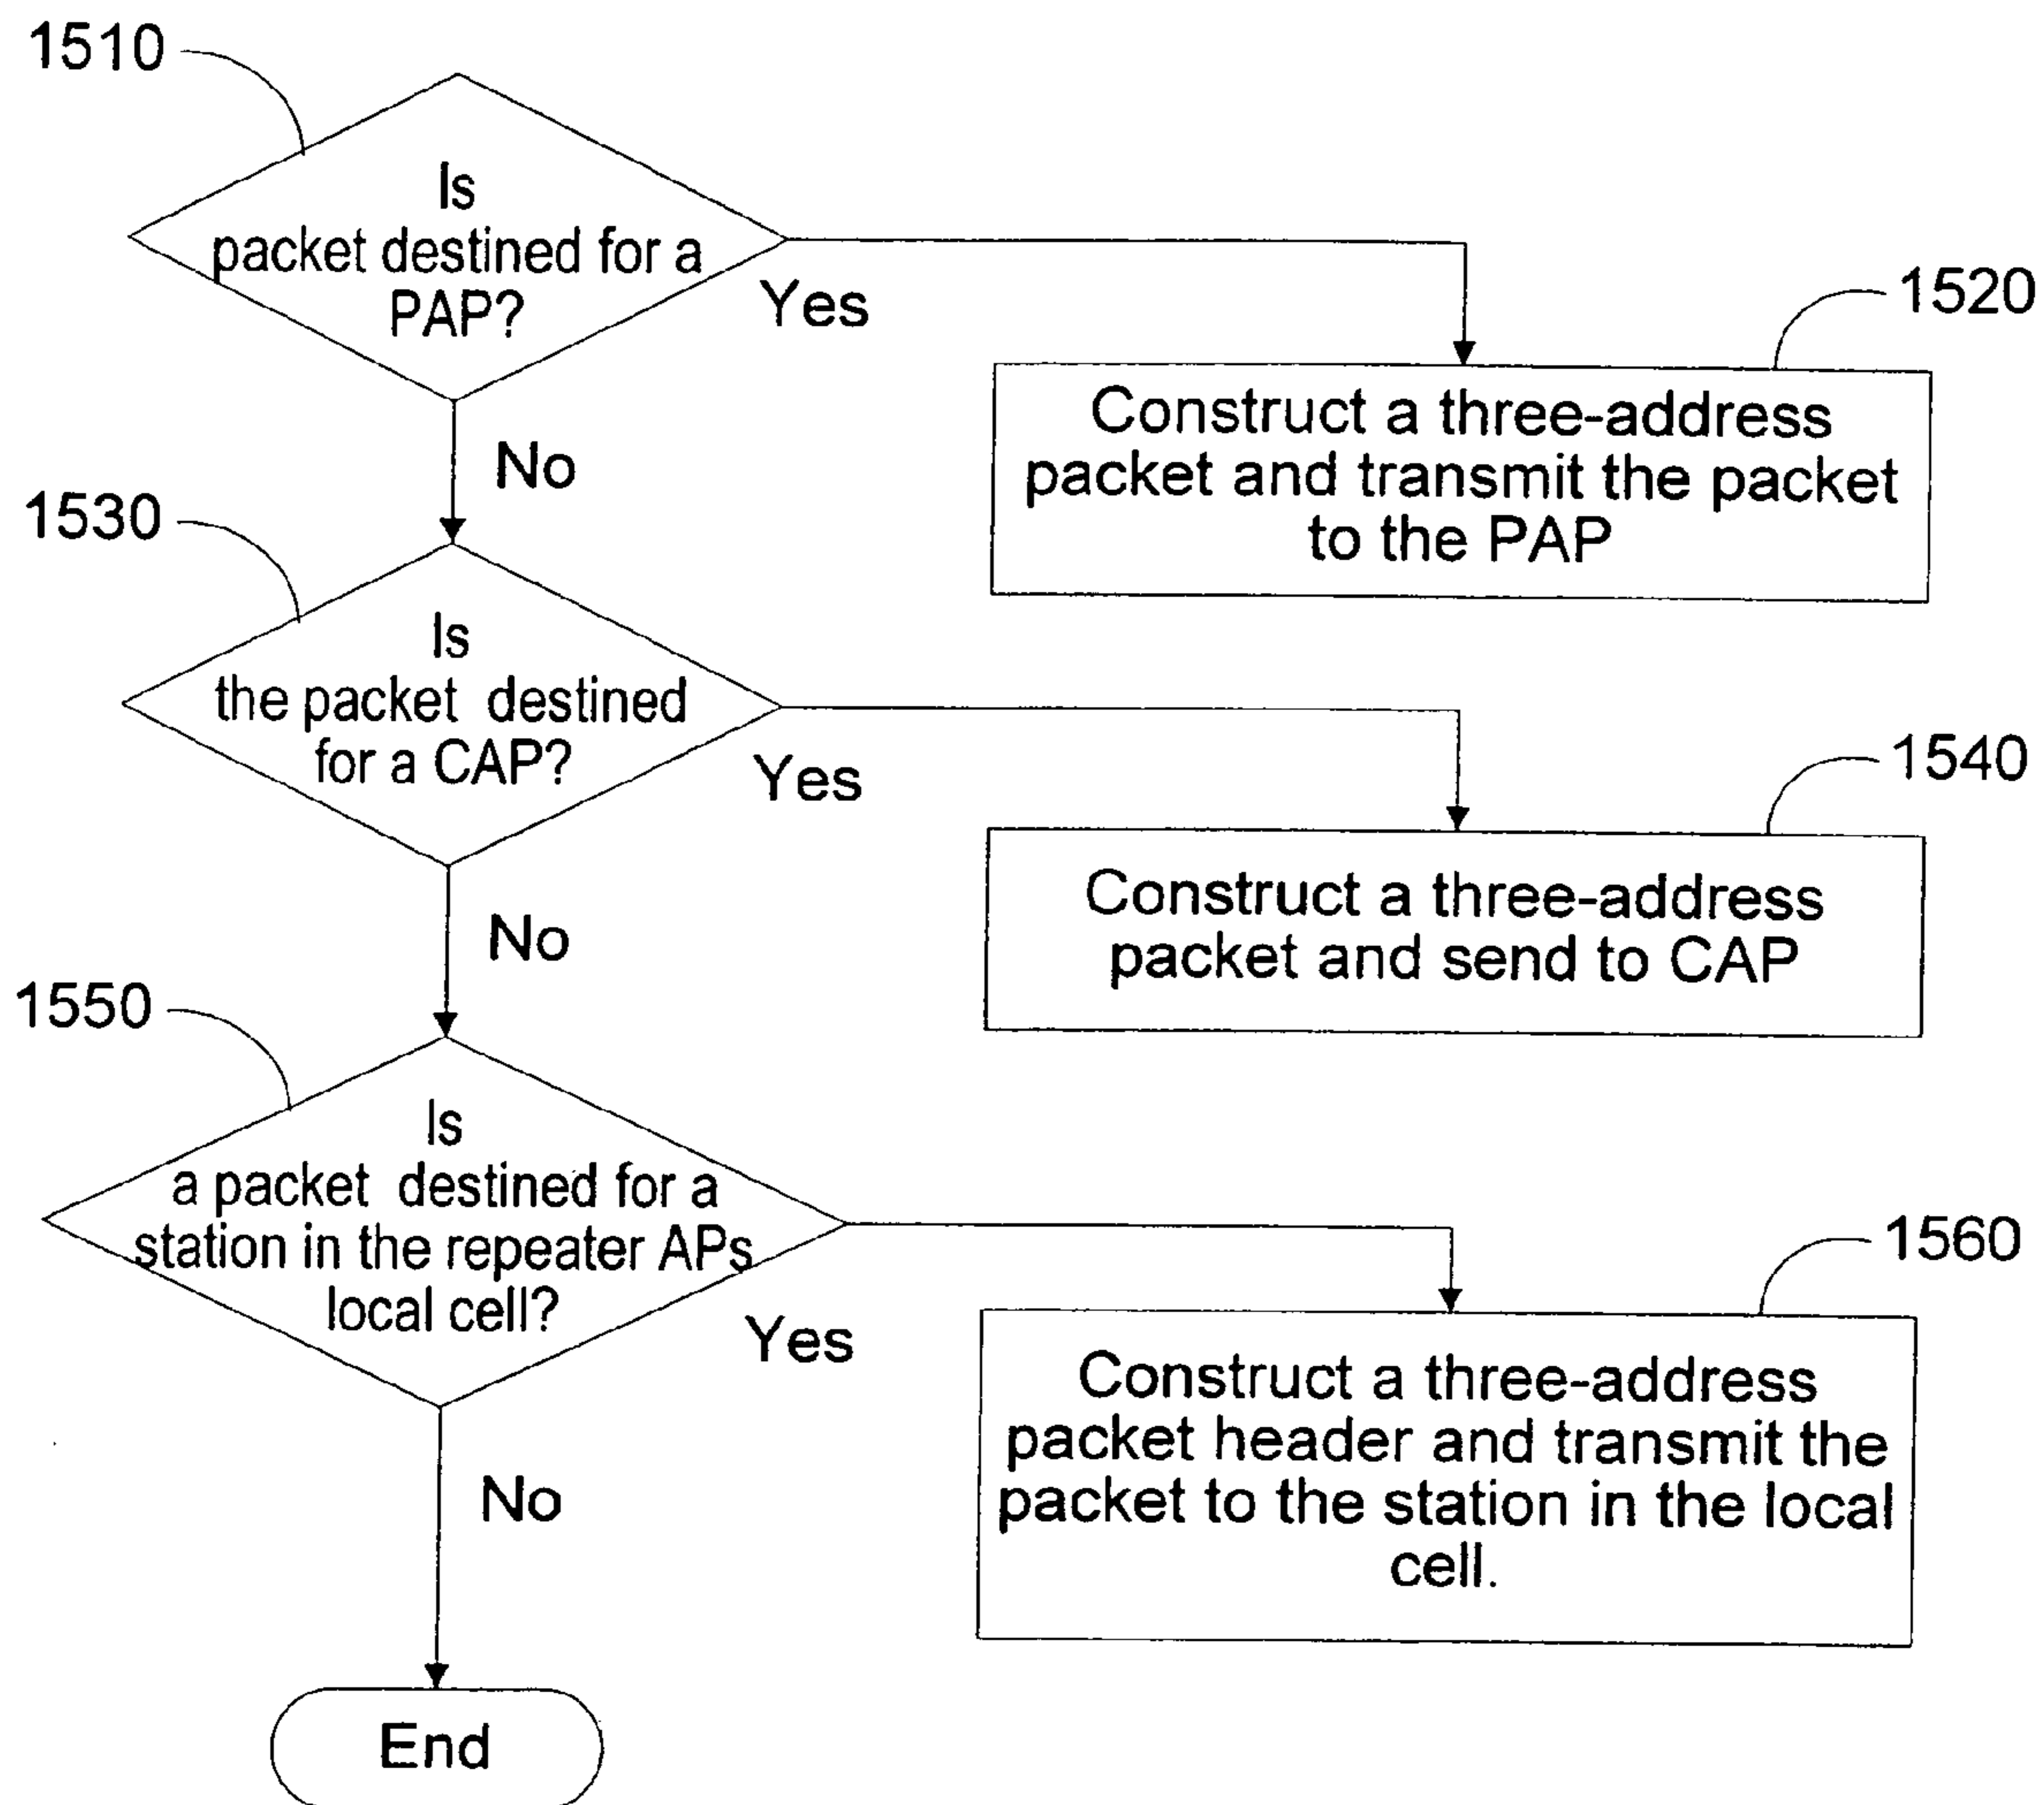 1510
Is
packet destined for a
PAP?
Yes
1520
Construct a three-address
packet and transmit the packet
to the PAP
No
1530
Is
the packet destined
for a CAP?
Yes
1540
Construct a three-address
packet and send to CAP
No
1550
Is
a packet destined for a
station in the repeater APs
local cell?
Yes
1560
Construct a three-address
packet header and transmit the
packet to the station in the local
cell.
No
End